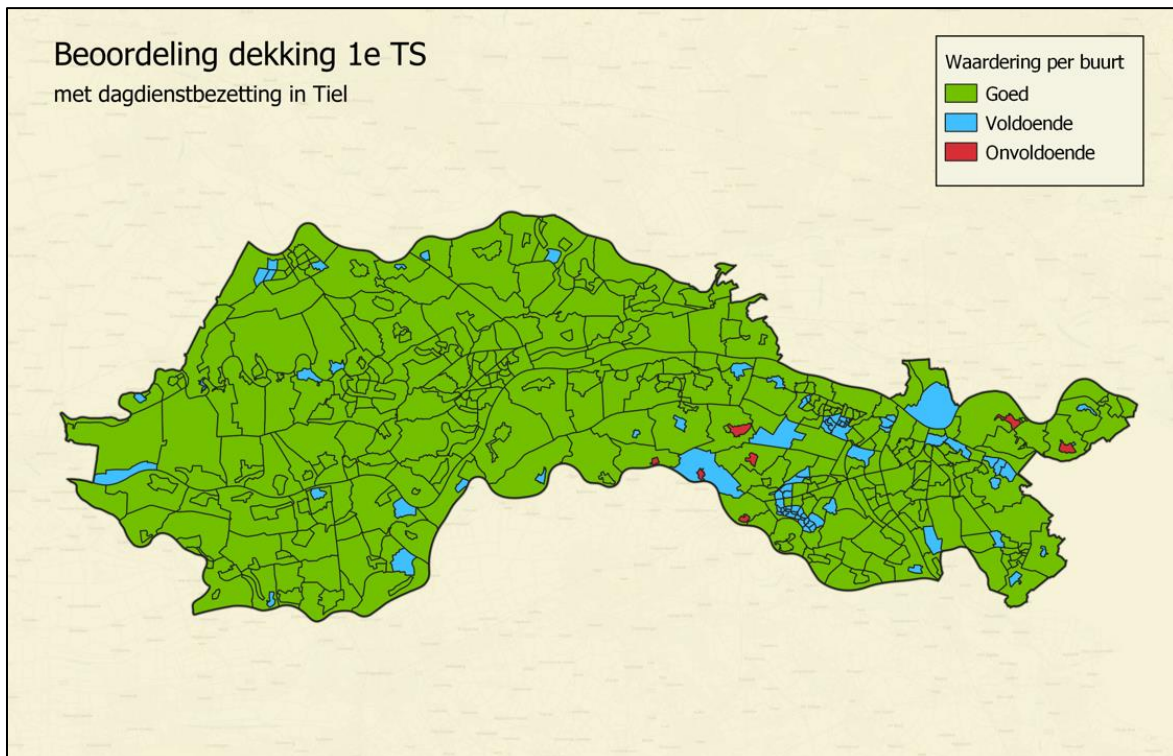 Beoordeling dekking 1e TS
met dagdienstbezetting in Tiel
Waardering per buurt
Goed
Voldoende
Onvoldoende